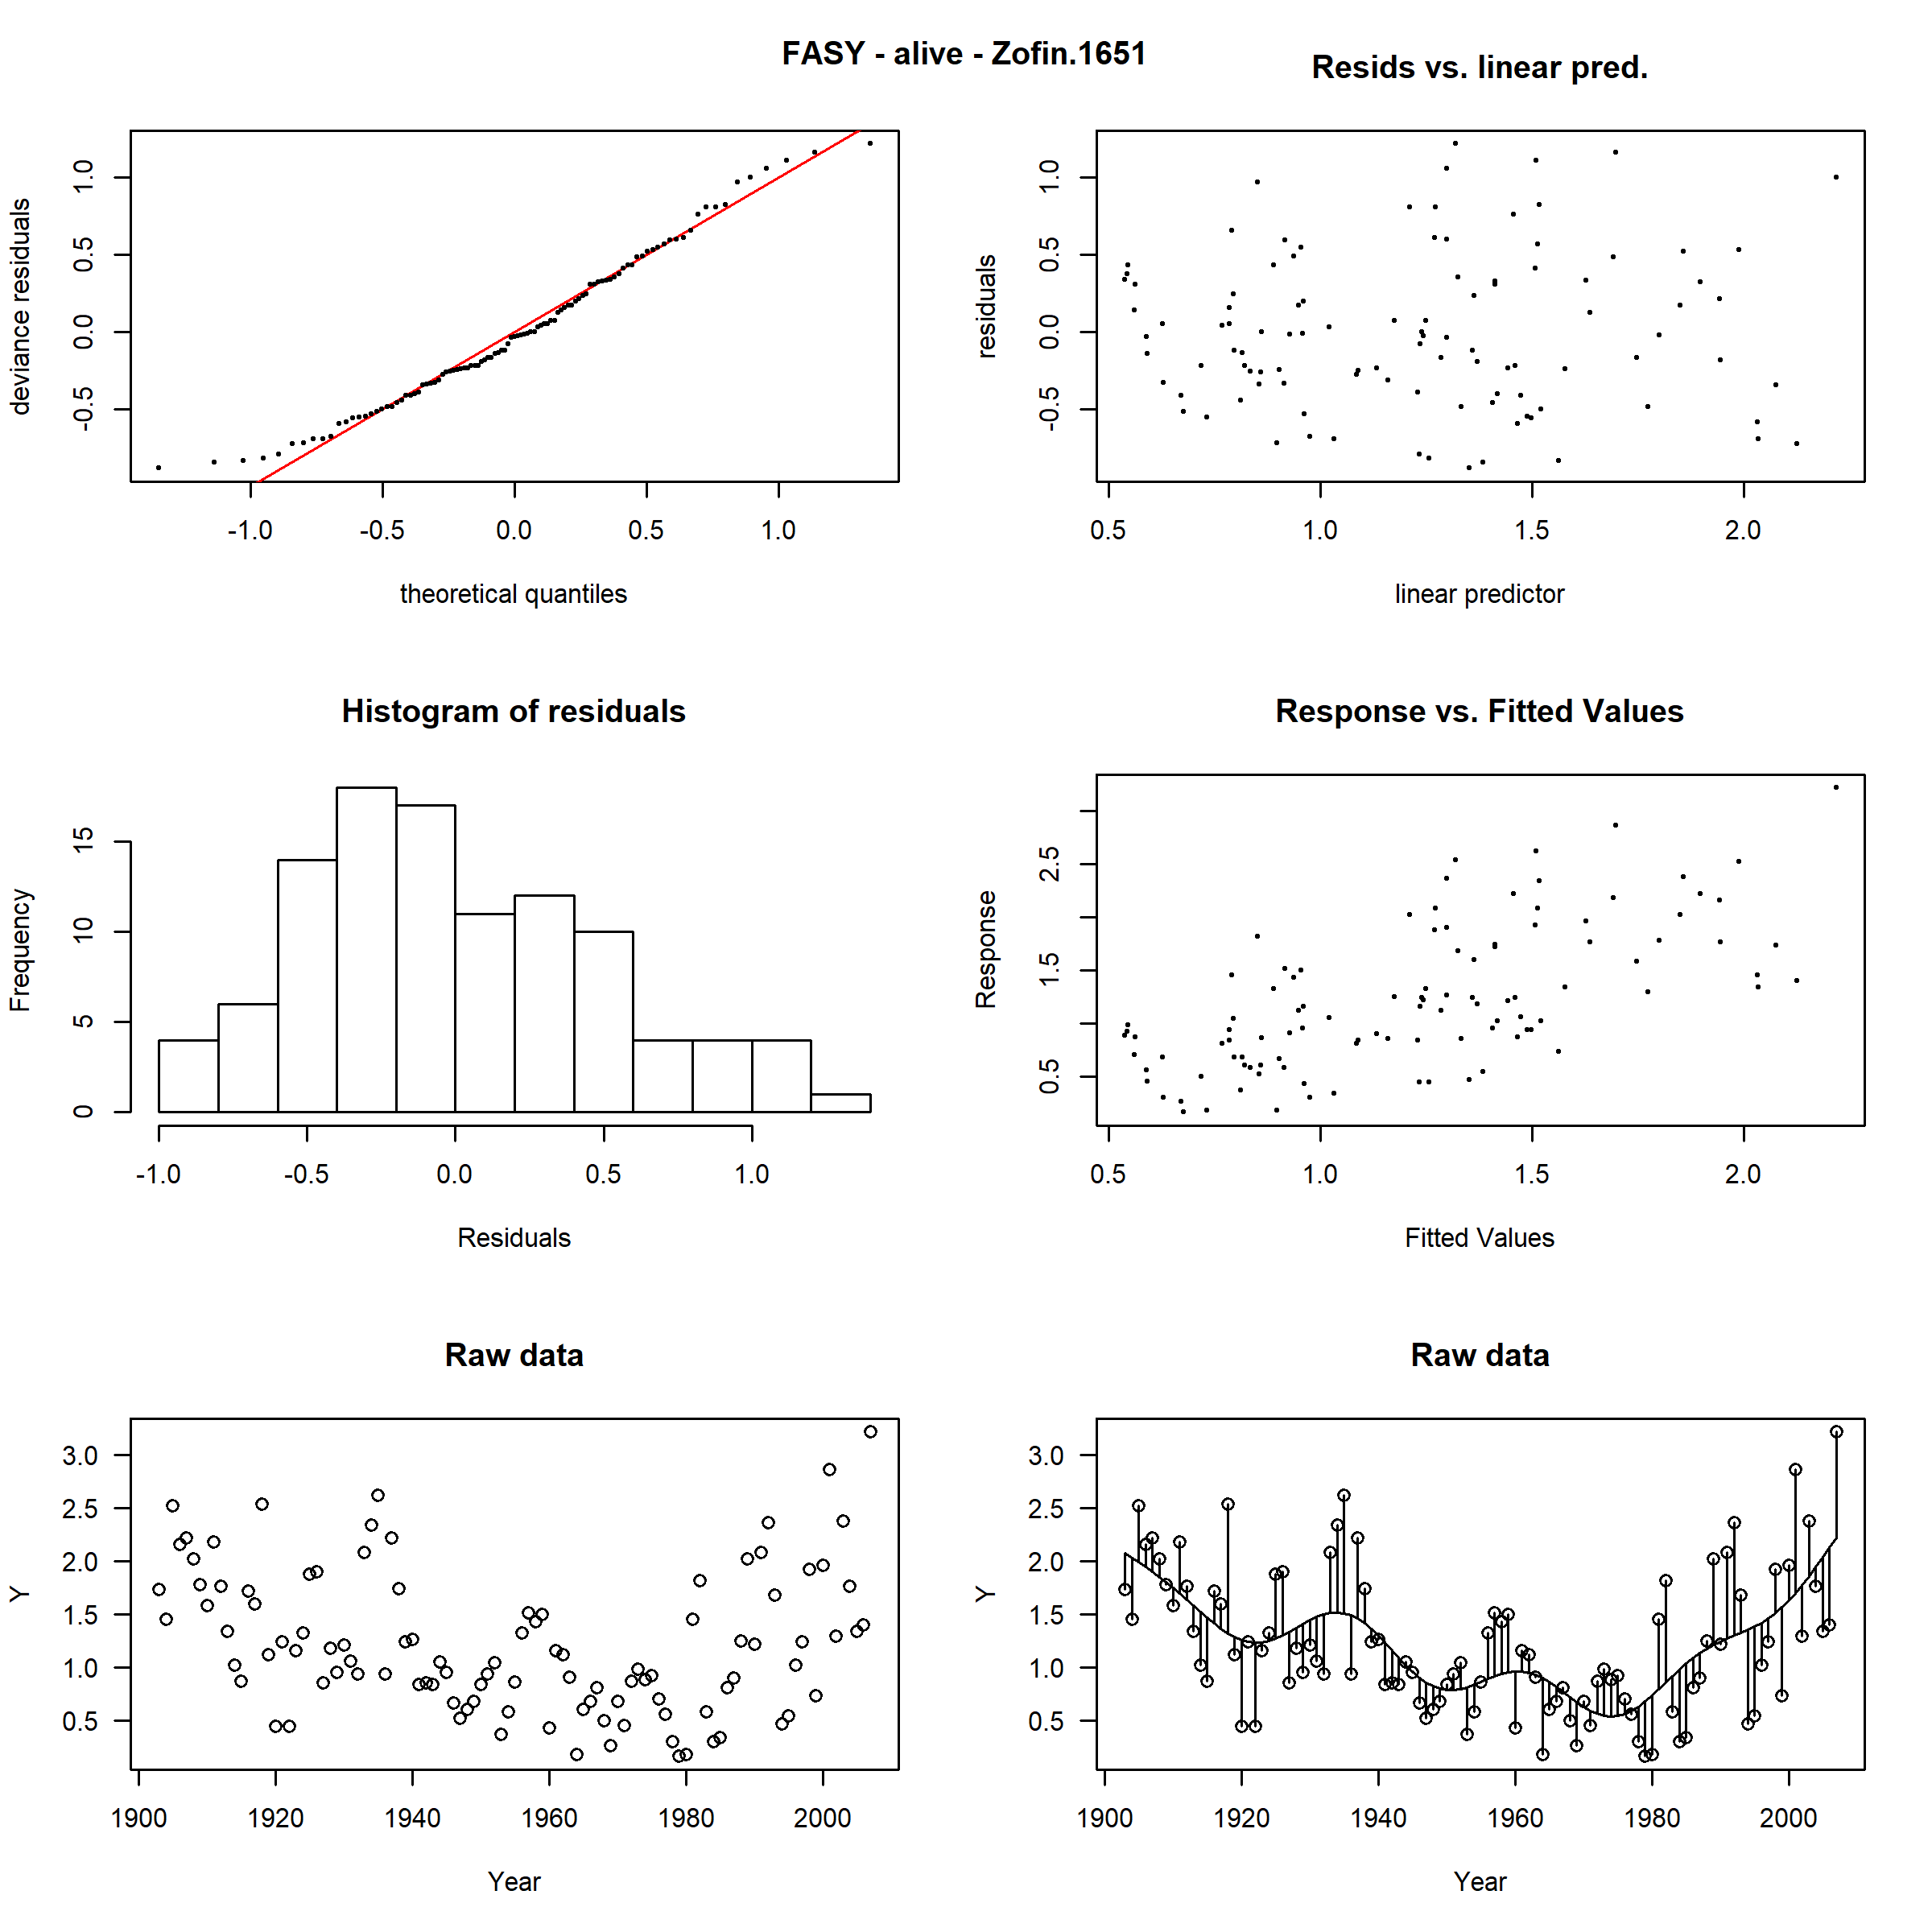 FASY - alive - Zofin.1651
Resids vs. linear pred.
deviance residuals
1.0
0.5
0.0
-0.5
-1.0 -0.5 0.0 0.5 1.0
theoretical quantiles
residuals
1.0
0.5
0.0
-0.5
0.5 1.0 1.5 2.0
linear predictor
Histogram of residuals
Frequency
15
10
5
0
-1.0 -0.5 0.0 0.5 1.0
Residuals
Response vs. Fitted Values
Response
2.5
1.5
0.5
0.5 1.0 1.5 2.0
Fitted Values
Raw data
Y
3.0
2.5
2.0
1.5
1.0
0.5
1900 1920 1940 1960 1980 2000
Year
Raw data
Y
3.0
2.5
2.0
1.5
1.0
0.5
1900 1920 1940 1960 1980 2000
Year